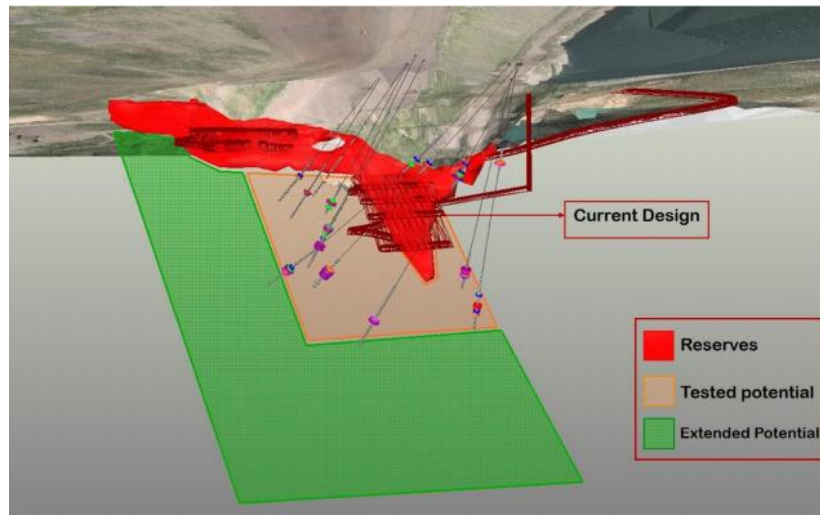 Current Design
Reserves
Tested potential
Extended Potential